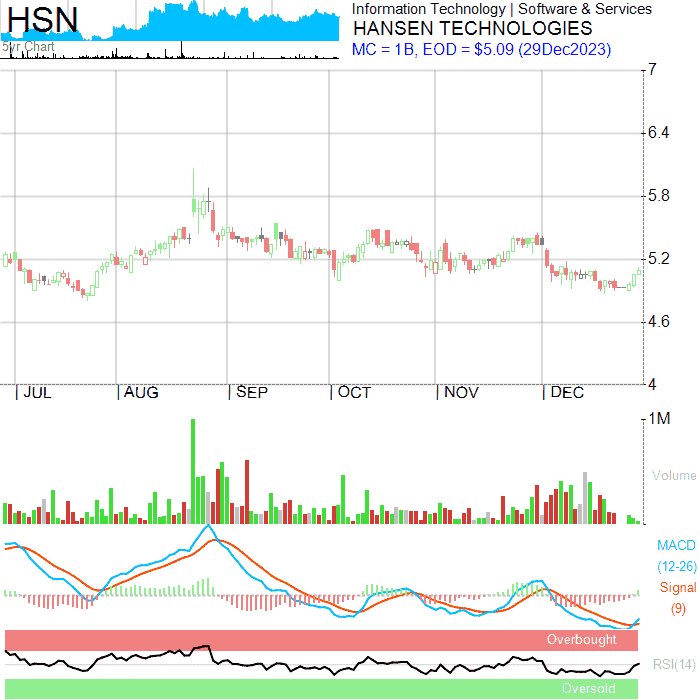 HSN
5yr Chart
Information Technology | Software & Services
HANSEN TECHNOLOGIES
MC = 1B, EOD = $5.09 (29Dec2023)
7
6.4
5.8
5.2
4.6
4
JUL
AUG
SEP
OCT
NOV
DEC
1M
Volume
MACD
(12-26)
Signal
(9)
Overbought
RSI(14)
Oversold